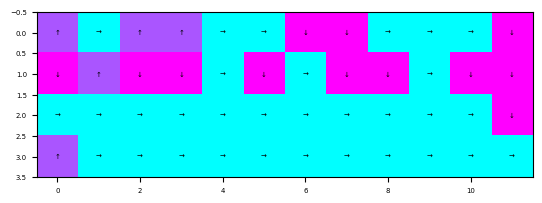 −0.5
0.0 ↑ → ↑ ↑ → → ↓ ↓ → → → ↓
0.5
1.0 ↓ ↑ ↓ ↓ → ↓ → ↓ ↓ → ↓ ↓
1.5
2.0 → → → → → → → → → → → ↓
2.5
3.0 ↑ → → → → → → → → → → →
3.5
0 2 4 6 8 10